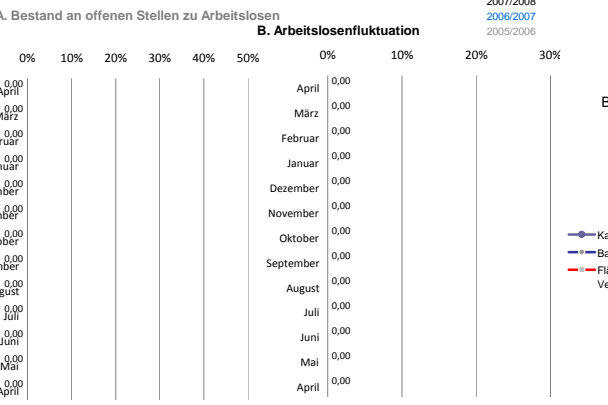 2007/2008
A. Bestand an offenen Stellen zu Arbeitslosen
2006/2007
B. Arbeitslosenfluktuation
2005/2006
0% 10% 20% 30% 40% 50%
0% 10% 20% 30%
0,00 April
0,00 März
0,00
0,00
0,00
0,00
0,00
0,00
0,00
0,00 Juli
0,00 Juni
0,00 Mai
0,00 April
April 0,00
März 0,00
Februar 0,00
Januar 0,00
Dezember 0,00
November 0,00
Oktober 0,00
September 0,00
August 0,00
Juli 0,00
Juni 0,00
Mai 0,00
April 0,00
B